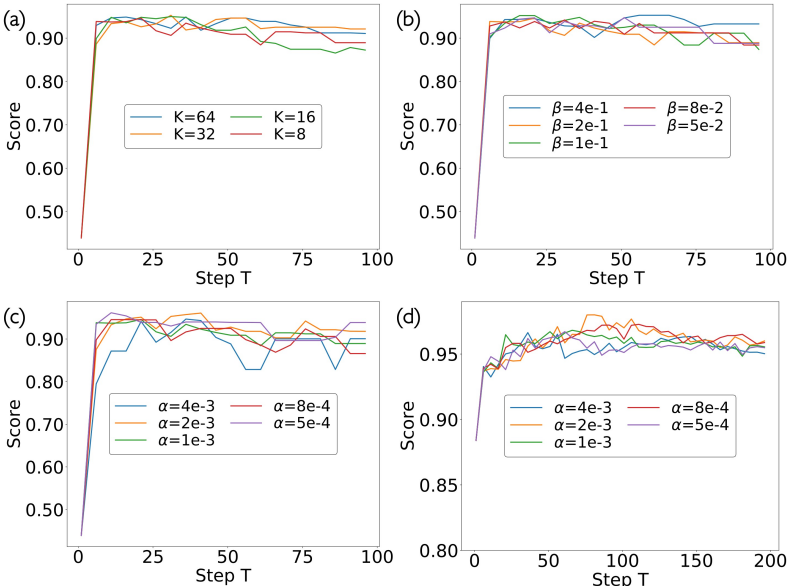 (a)
Score
0.90
0.80
0.70
0.60
0.50
K=64 K=16
K=32 K=8
0 25 50 75 100
Step T
(b)
Score
0.90
0.80
0.70
0.60
0.50
β=4e-1 β=8e-2
β=2e-1 β=5e-2
β=1e-1
0 25 50 75 100
Step T
(c)
Score
0.90
0.80
0.70
0.60
0.50
α=4e-3 α=8e-4
α=2e-3 α=5e-4
α=1e-3
0 25 50 75 100
Step T
(d)
Score
0.95
0.90
0.85
0.80
α=4e-3 α=8e-4
α=2e-3 α=5e-4
α=1e-3
0 50 100 150 200
Step T